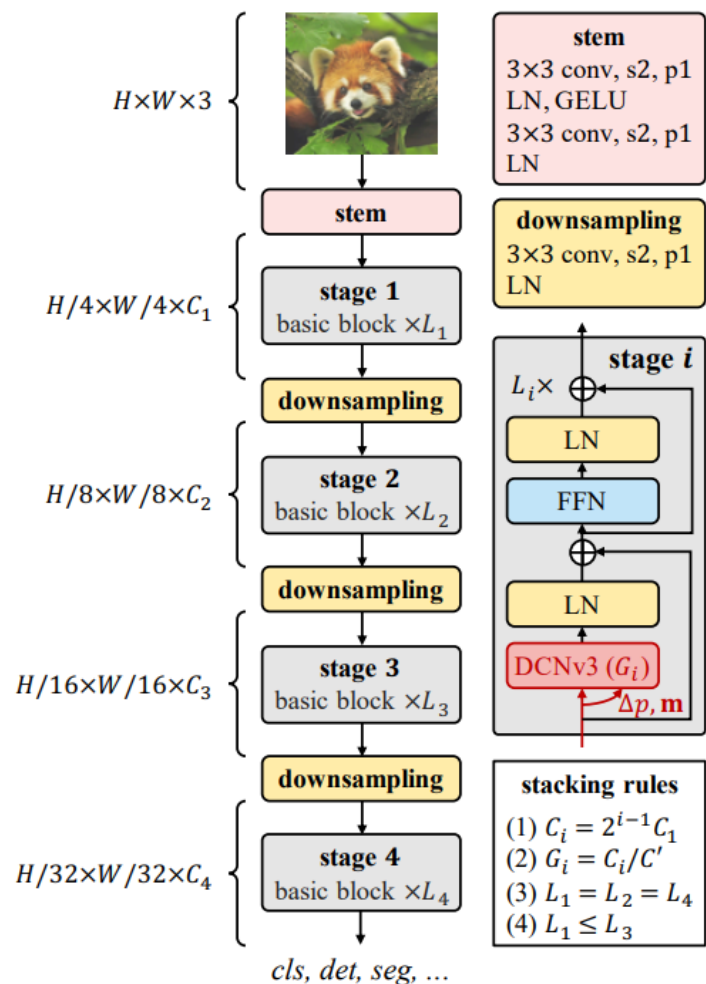 H×W×3
stem
H/4×W/4×C₁
stage 1
basic block ×L₁
downsampling
H/8×W/8×C₂
stage 2
basic block ×L₂
downsampling
H/16×W/16×C₃
stage 3
basic block ×L₃
downsampling
H/32×W/32×C₄
stage 4
basic block ×L₄
cls, det, seg, ...
stem
3×3 conv, s2, p1
LN, GELU
3×3 conv, s2, p1
LN
downsampling
3×3 conv, s2, p1
LN
stage i
Lᵢ×
LN
FFN
LN
DCNv3 (Gᵢ)
Δp, m
stacking rules
(1) Cᵢ = 2ⁱ⁻¹C₁
(2) Gᵢ = Cᵢ/C′
(3) L₁ = L₂ = L₄
(4) L₁ ≤ L₃